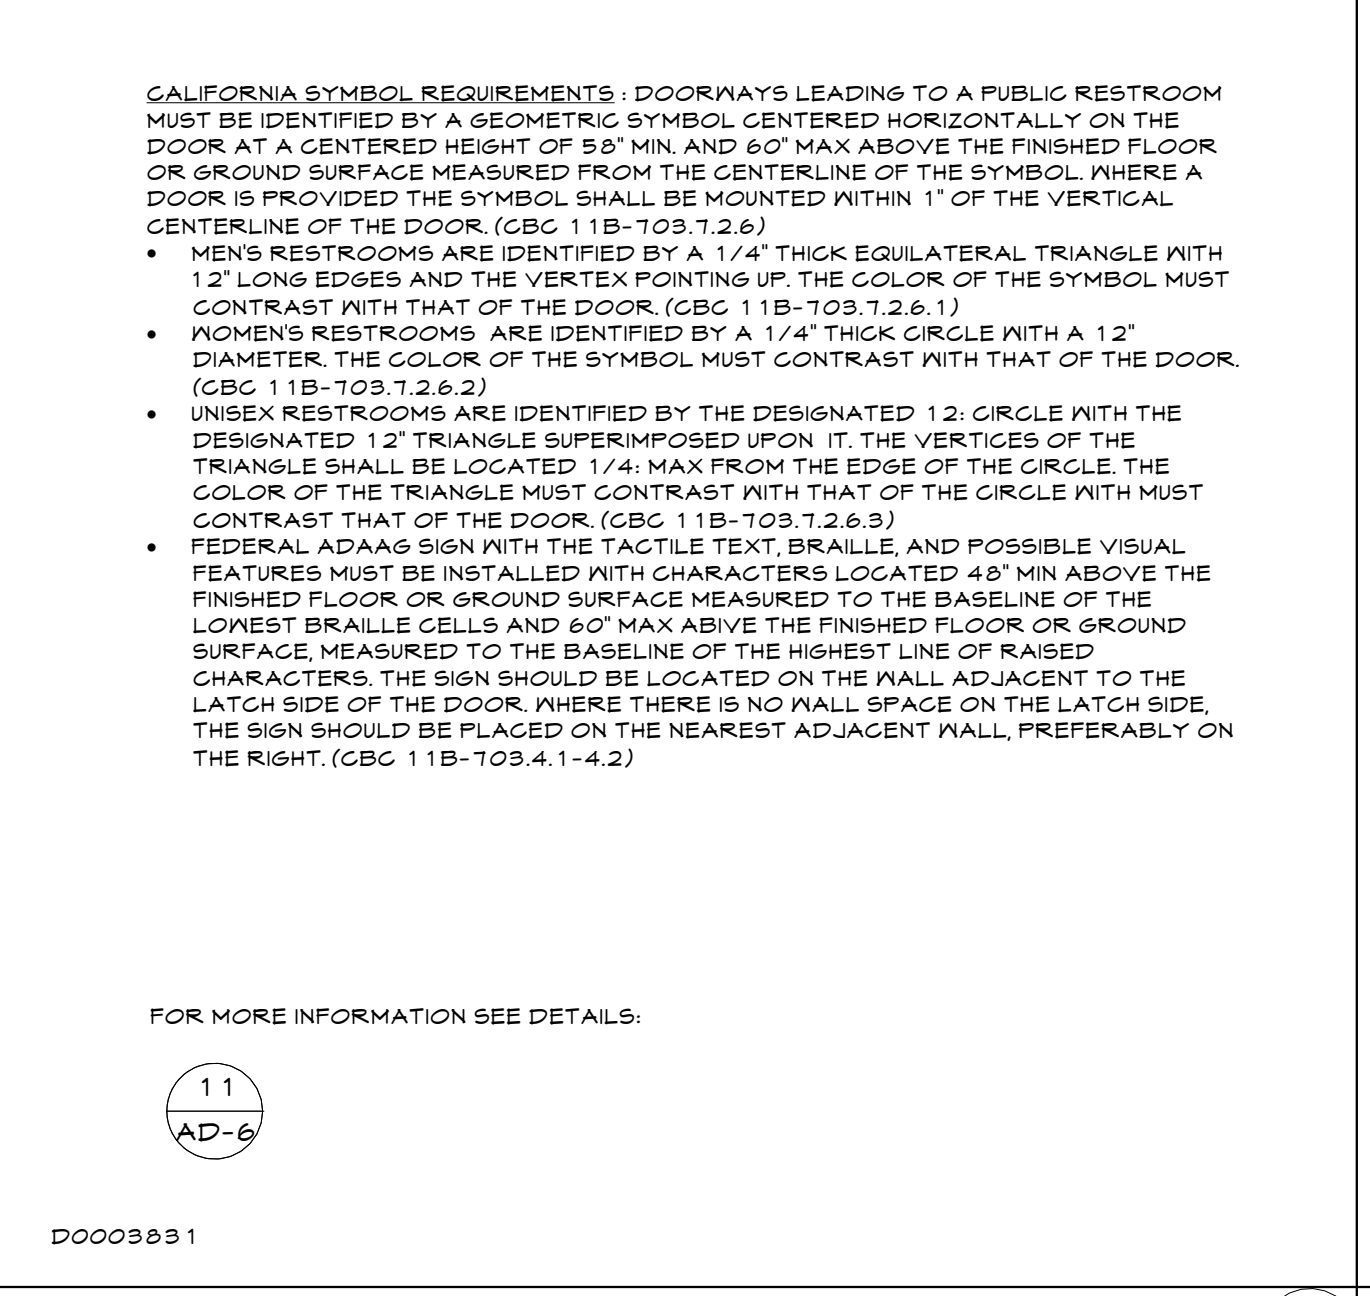 CALIFORNIA SYMBOL REQUIREMENTS : DOORWAYS LEADING TO A PUBLIC RESTROOM
MUST BE IDENTIFIED BY A GEOMETRIC SYMBOL CENTERED HORIZONTALLY ON THE
DOOR AT A CENTERED HEIGHT OF 58" MIN. AND 60" MAX ABOVE THE FINISHED FLOOR
OR GROUND SURFACE MEASURED FROM THE CENTERLINE OF THE SYMBOL. WHERE A
DOOR IS PROVIDED THE SYMBOL SHALL BE MOUNTED WITHIN 1" OF THE VERTICAL
CENTERLINE OF THE DOOR. (CBC 11B-703.7.2.6)
• MEN'S RESTROOMS ARE IDENTIFIED BY A 1/4" THICK EQUILATERAL TRIANGLE WITH
12" LONG EDGES AND THE VERTEX POINTING UP. THE COLOR OF THE SYMBOL MUST
CONTRAST WITH THAT OF THE DOOR. (CBC 11B-703.7.2.6.1)
• WOMEN'S RESTROOMS ARE IDENTIFIED BY A 1/4" THICK CIRCLE WITH A 12"
DIAMETER. THE COLOR OF THE SYMBOL MUST CONTRAST WITH THAT OF THE DOOR.
(CBC 11B-703.7.2.6.2)
• UNISEX RESTROOMS ARE IDENTIFIED BY THE DESIGNATED 12: CIRCLE WITH THE
DESIGNATED 12" TRIANGLE SUPERIMPOSED UPON IT. THE VERTICES OF THE
TRIANGLE SHALL BE LOCATED 1/4: MAX FROM THE EDGE OF THE CIRCLE. THE
COLOR OF THE TRIANGLE MUST CONTRAST WITH THAT OF THE CIRCLE WITH MUST
CONTRAST THAT OF THE DOOR. (CBC 11B-703.7.2.6.3)
• FEDERAL ADAAG SIGN WITH THE TACTILE TEXT, BRAILLE, AND POSSIBLE VISUAL
FEATURES MUST BE INSTALLED WITH CHARACTERS LOCATED 48" MIN ABOVE THE
FINISHED FLOOR OR GROUND SURFACE MEASURED TO THE BASELINE OF THE
LOWEST BRAILLE CELLS AND 60" MAX ABIVE THE FINISHED FLOOR OR GROUND
SURFACE, MEASURED TO THE BASELINE OF THE HIGHEST LINE OF RAISED
CHARACTERS. THE SIGN SHOULD BE LOCATED ON THE WALL ADJACENT TO THE
LATCH SIDE OF THE DOOR. WHERE THERE IS NO WALL SPACE ON THE LATCH SIDE,
THE SIGN SHOULD BE PLACED ON THE NEAREST ADJACENT WALL, PREFERABLY ON
THE RIGHT. (CBC 11B-703.4.1-4.2)
FOR MORE INFORMATION SEE DETAILS:
11
AD-6
D0003831